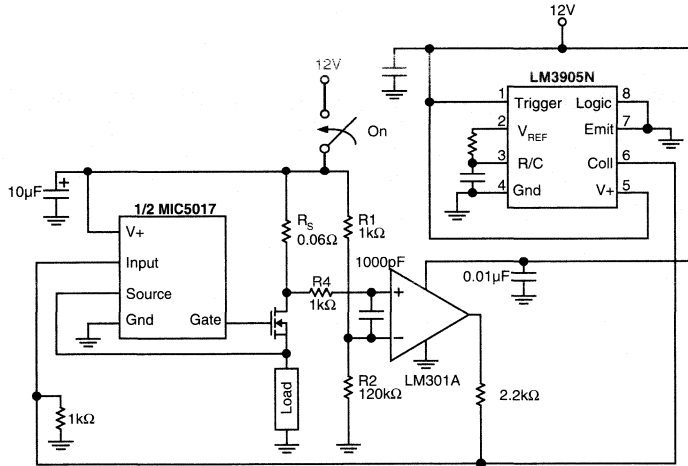 12V
12V
LM3905N
1 Trigger Logic 8
2 VREF Emit 7
3 R/C Coll 6
4 Gnd V+ 5
On
+
10µF
1/2 MIC5017
V+
Input
Source
Gnd Gate
RS
0.06Ω
R1
1kΩ
1000pF
R4
1kΩ
+
−
0.01µF
LM301A
R2
120kΩ
Load
2.2kΩ
1kΩ